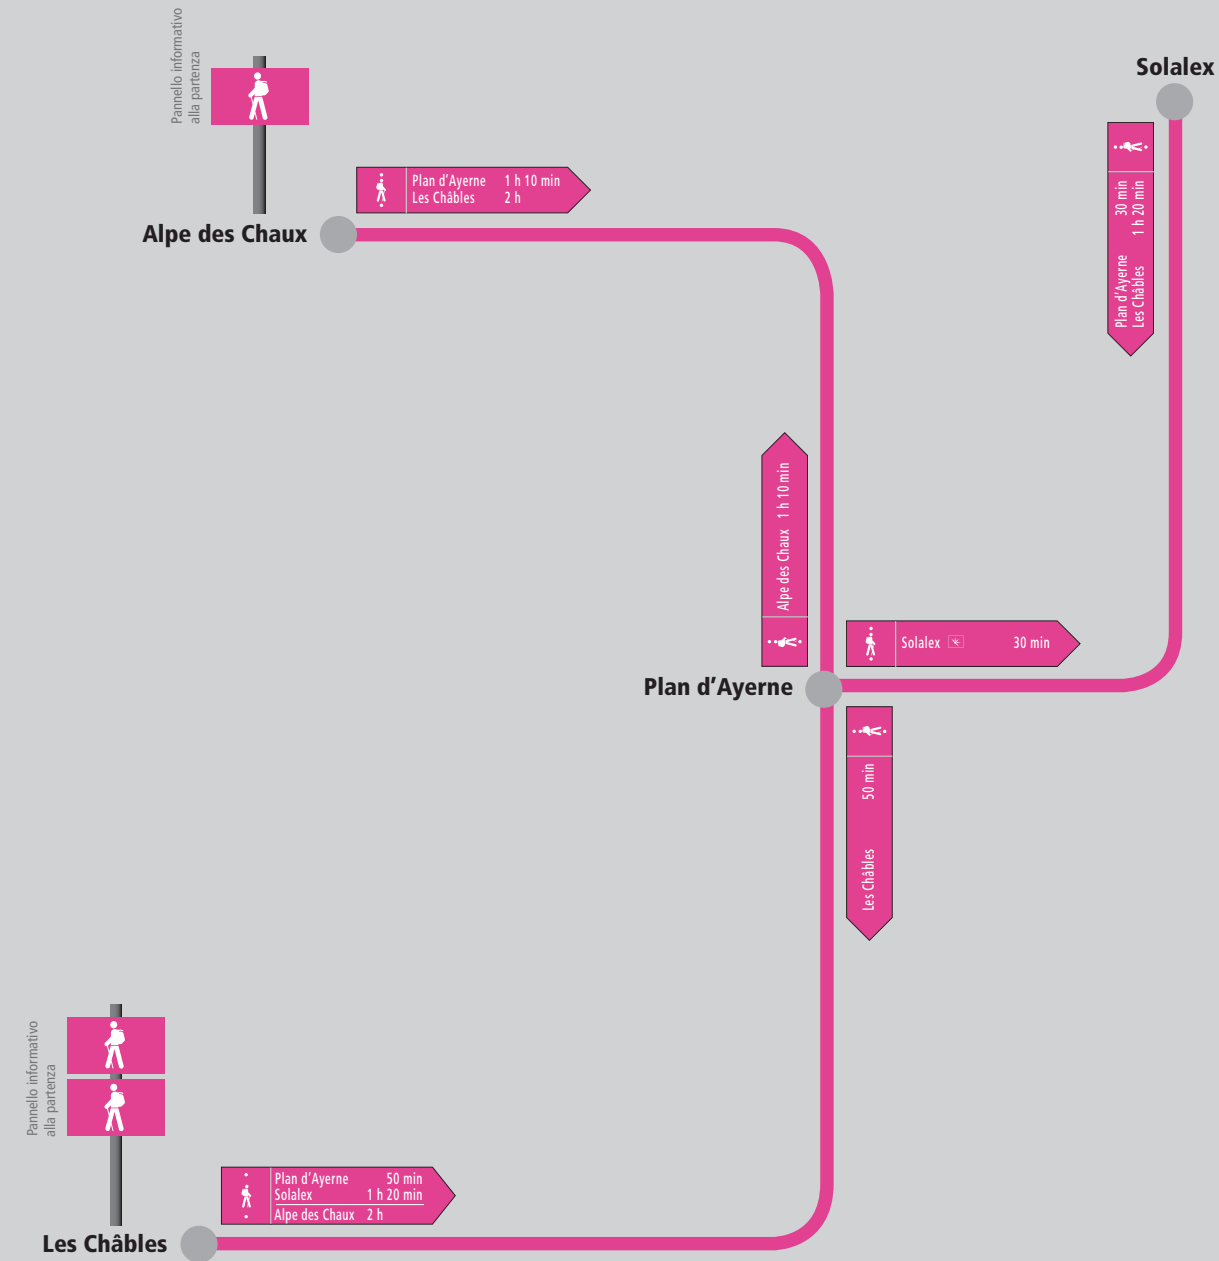 Pannello informativo
alla partenza
Solalex
Plan d’Ayerne 1 h 10 min
Les Châbles 2 h
Alpe des Chaux
Plan d’Ayerne 30 min
Les Châbles 1 h 20 min
Alpe des Chaux 1 h 10 min
Solalex 30 min
Plan d’Ayerne
Les Châbles 50 min
Pannello informativo
alla partenza
Plan d’Ayerne 50 min
Solalex 1 h 20 min
Alpe des Chaux 2 h
Les Châbles